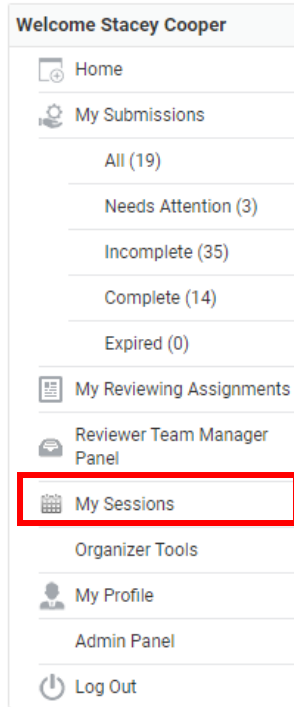 Welcome Stacey Cooper
Home
My Submissions
All (19)
Needs Attention (3)
Incomplete (35)
Complete (14)
Expired (0)
My Reviewing Assignments
Reviewer Team Manager
Panel
My Sessions
Organizer Tools
My Profile
Admin Panel
Log Out